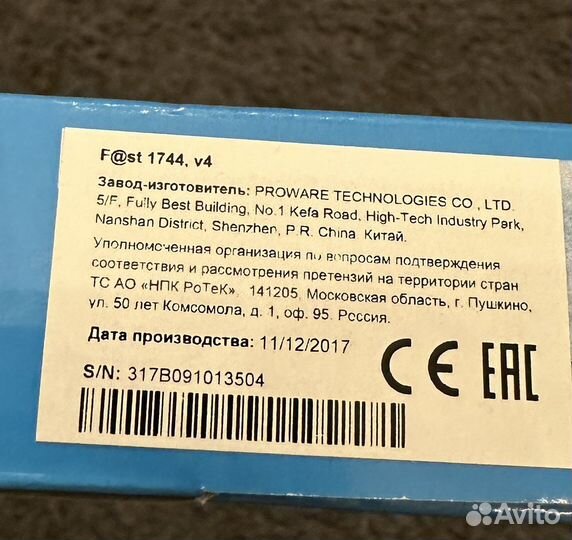 F@st 1744, v4
Завод-изготовитель: PROWARE TECHNOLOGIES CO., LTD.
5/F, Fully Best Building, No.1 Kefa Road, High-Tech Industry Park,
Nanshan District, Shenzhen, P.R. China. Китай.
Уполномоченная организация по вопросам подтверждения
соответствия и рассмотрения претензий на территории стран
ТС АО «НПК РоТеК», 141205, Московская область, г. Пушкино,
ул. 50 лет Комсомола, д. 1, оф. 95. Россия.
Дата производства: 11/12/2017
S/N: 317B091013504
CE EAC
Avito